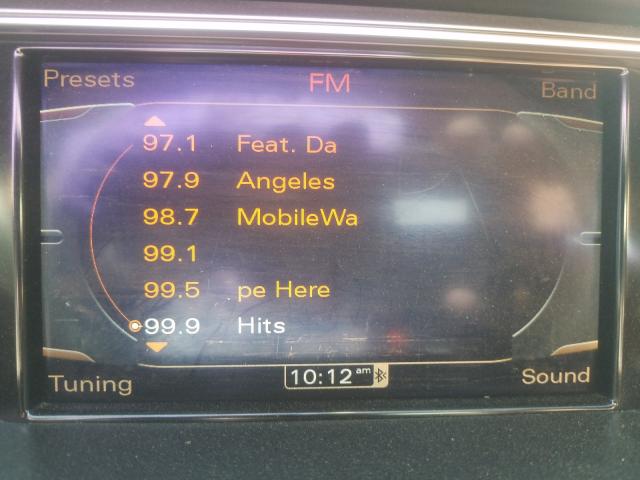 Presets FM Band
97.1 Feat. Da
97.9 Angeles
98.7 MobileWa
99.1
99.5 pe Here
99.9 Hits
10:12 am
Tuning Sound